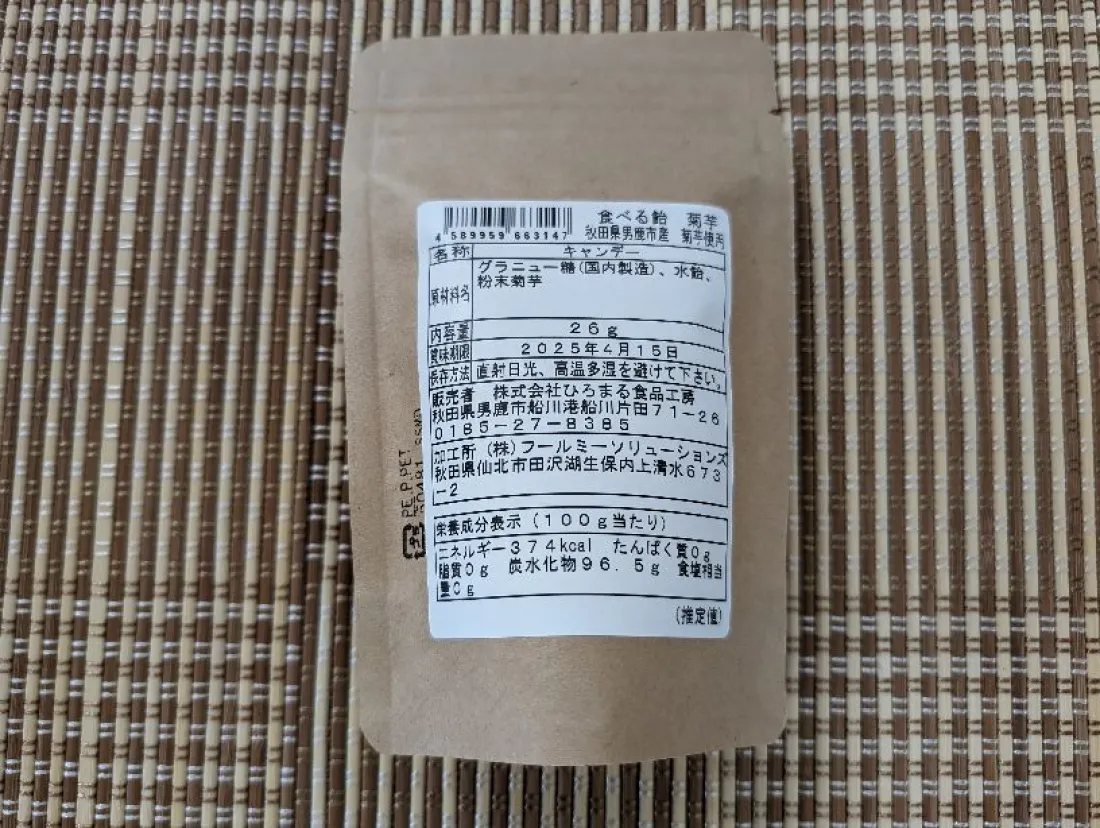 食べる飴 菊芋
4 589959 663147
秋田県男鹿市産 菊芋使用
名称 キャンデー
原材料名 グラニュー糖(国内製造)、水飴、
粉末菊芋
内容量 26g
賞味期限 2025年4月15日
保存方法 直射日光、高温多湿を避けて下さい。
販売者 株式会社ひろまる食品工房
秋田県男鹿市船川港船川片田71-26
0185-27-8385
加工所 (株)フールミーソリューションズ
秋田県仙北市田沢湖生保内上清水673
-2
栄養成分表示(100g当たり)
エネルギー374kcal たんぱく質0g
脂質0g 炭水化物96.5g 食塩相当
量0g
(推定値)
PE.P.PET